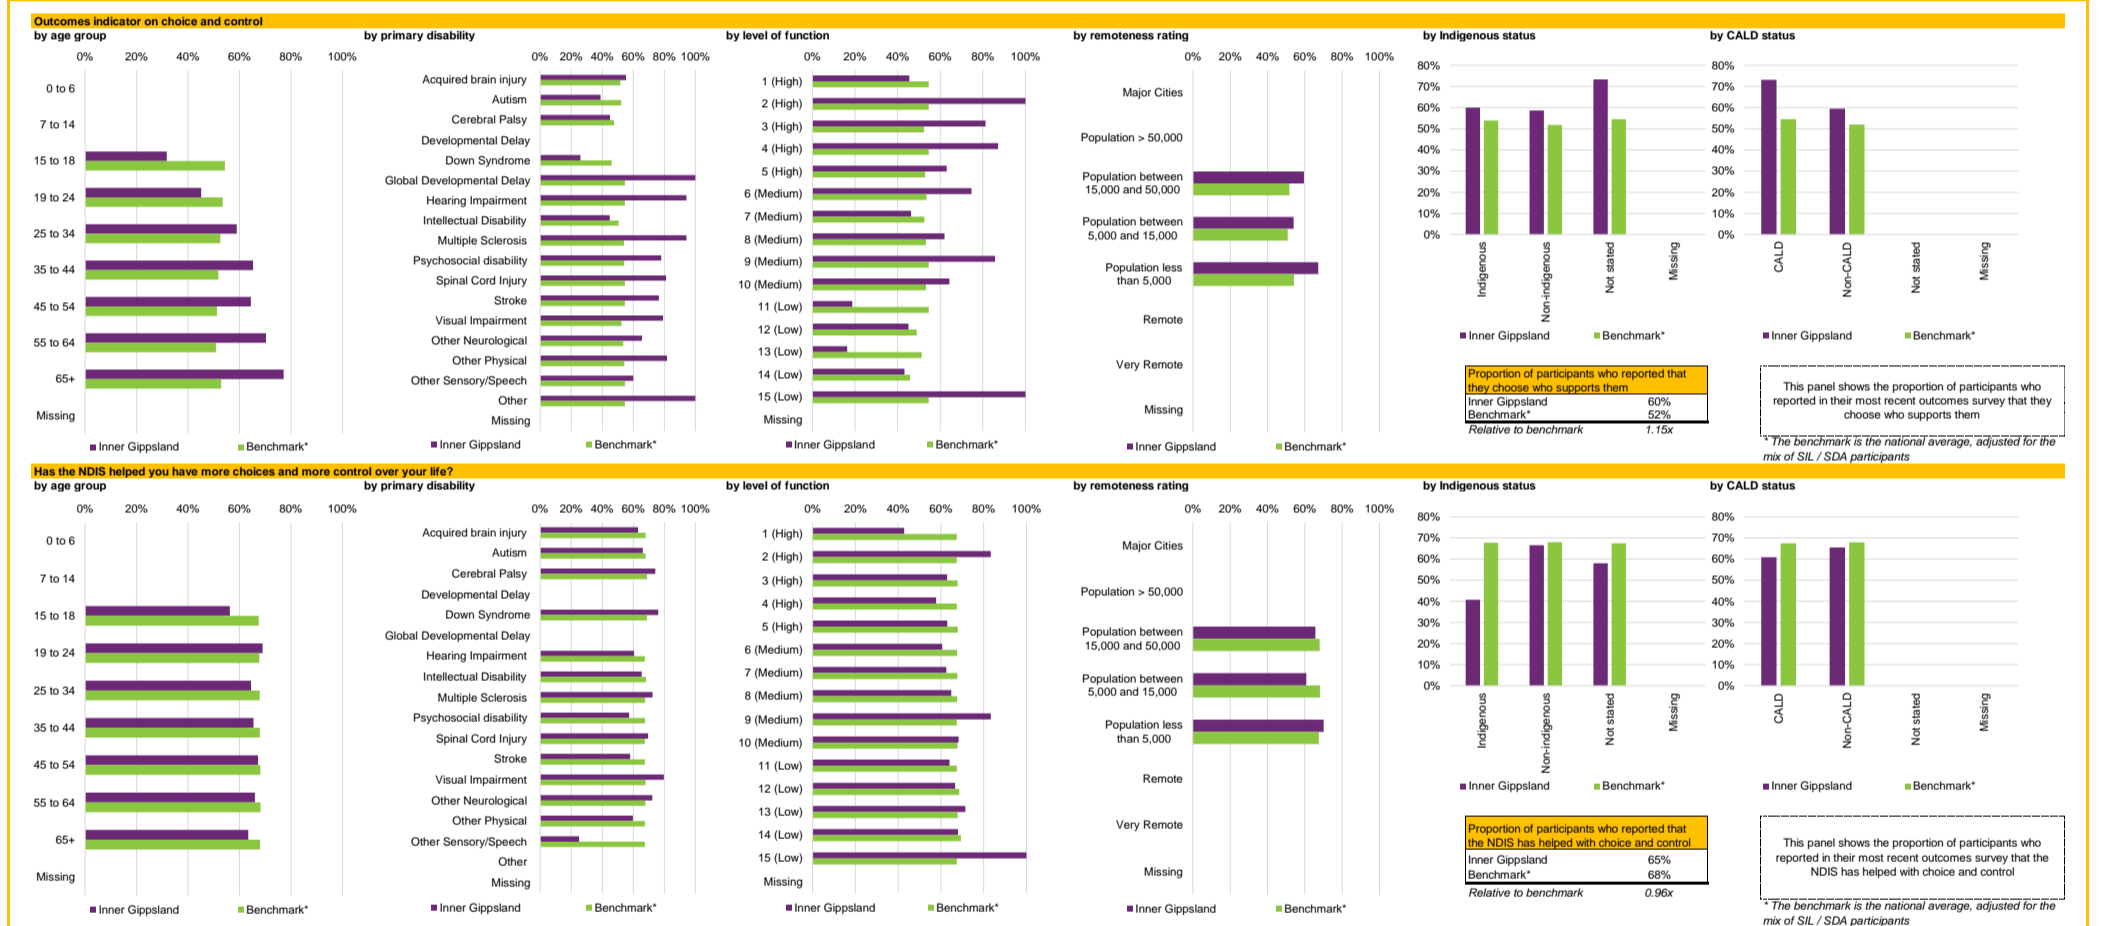 Outcomes indicator on choice and control
by age group
0% 20% 40% 60% 80% 100%
0 to 6
7 to 14
15 to 18
19 to 24
25 to 34
35 to 44
45 to 54
55 to 64
65+
Missing
Inner Gippsland Benchmark*
by primary disability
0% 20% 40% 60% 80% 100%
Acquired brain injury
Autism
Cerebral Palsy
Developmental Delay
Down Syndrome
Global Developmental Delay
Hearing Impairment
Intellectual Disability
Multiple Sclerosis
Psychosocial disability
Spinal Cord Injury
Stroke
Visual Impairment
Other Neurological
Other Physical
Other Sensory/Speech
Other
Missing
Inner Gippsland Benchmark*
by level of function
0% 20% 40% 60% 80% 100%
1 (High)
2 (High)
3 (High)
4 (High)
5 (High)
6 (Medium)
7 (Medium)
8 (Medium)
9 (Medium)
10 (Medium)
11 (Low)
12 (Low)
13 (Low)
14 (Low)
15 (Low)
Missing
Inner Gippsland Benchmark*
by remoteness rating
0% 20% 40% 60% 80% 100%
Major Cities
Population > 50,000
Population between
15,000 and 50,000
Population between
5,000 and 15,000
Population less
than 5,000
Remote
Very Remote
Missing
Inner Gippsland Benchmark*
by Indigenous status
80%
70%
60%
50%
40%
30%
20%
10%
0%
Indigenous
Non-indigenous
Not stated
Missing
Inner Gippsland Benchmark*
by CALD status
80%
70%
60%
50%
40%
30%
20%
10%
0%
CALD
Non-CALD
Not stated
Missing
Inner Gippsland Benchmark*
Proportion of participants who reported that
they choose who supports them
Inner Gippsland 60%
Benchmark* 52%
Relative to benchmark 1.15x
This panel shows the proportion of participants who
reported in their most recent outcomes survey that they
choose who supports them
* The benchmark is the national average, adjusted for the
mix of SIL / SDA participants
Has the NDIS helped you have more choices and more control over your life?
by age group
0% 20% 40% 60% 80% 100%
0 to 6
7 to 14
15 to 18
19 to 24
25 to 34
35 to 44
45 to 54
55 to 64
65+
Missing
Inner Gippsland Benchmark*
by primary disability
0% 20% 40% 60% 80% 100%
Acquired brain injury
Autism
Cerebral Palsy
Developmental Delay
Down Syndrome
Global Developmental Delay
Hearing Impairment
Intellectual Disability
Multiple Sclerosis
Psychosocial disability
Spinal Cord Injury
Stroke
Visual Impairment
Other Neurological
Other Physical
Other Sensory/Speech
Other
Missing
Inner Gippsland Benchmark*
by level of function
0% 20% 40% 60% 80% 100%
1 (High)
2 (High)
3 (High)
4 (High)
5 (High)
6 (Medium)
7 (Medium)
8 (Medium)
9 (Medium)
10 (Medium)
11 (Low)
12 (Low)
13 (Low)
14 (Low)
15 (Low)
Missing
Inner Gippsland Benchmark*
by remoteness rating
0% 20% 40% 60% 80% 100%
Major Cities
Population > 50,000
Population between
15,000 and 50,000
Population between
5,000 and 15,000
Population less
than 5,000
Remote
Very Remote
Missing
Inner Gippsland Benchmark*
by Indigenous status
80%
70%
60%
50%
40%
30%
20%
10%
0%
Indigenous
Non-indigenous
Not stated
Missing
Inner Gippsland Benchmark*
by CALD status
80%
70%
60%
50%
40%
30%
20%
10%
0%
CALD
Non-CALD
Not stated
Missing
Inner Gippsland Benchmark*
Proportion of participants who reported that
the NDIS has helped with choice and control
Inner Gippsland 65%
Benchmark* 68%
Relative to benchmark 0.96x
This panel shows the proportion of participants who
reported in their most recent outcomes survey that the
NDIS has helped with choice and control
* The benchmark is the national average, adjusted for the
mix of SIL / SDA participants